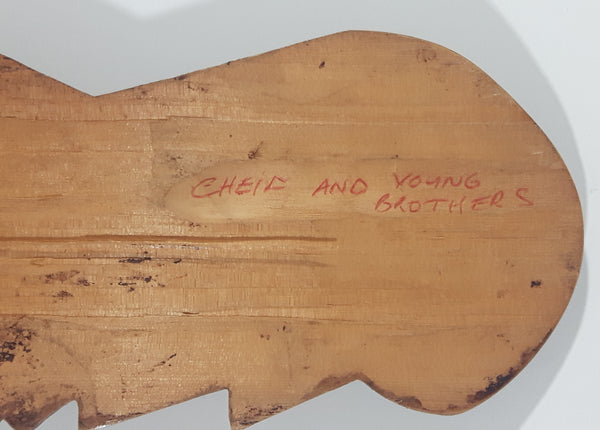 CHEIF AND YOUNG
BROTHERS